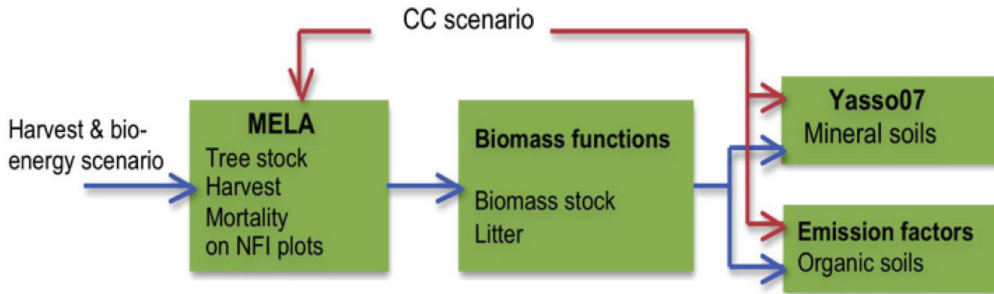 CC scenario
Harvest & bio-
energy scenario
MELA
Tree stock
Harvest
Mortality
on NFI plots
Biomass functions
Biomass stock
Litter
Yasso07
Mineral soils
Emission factors
Organic soils